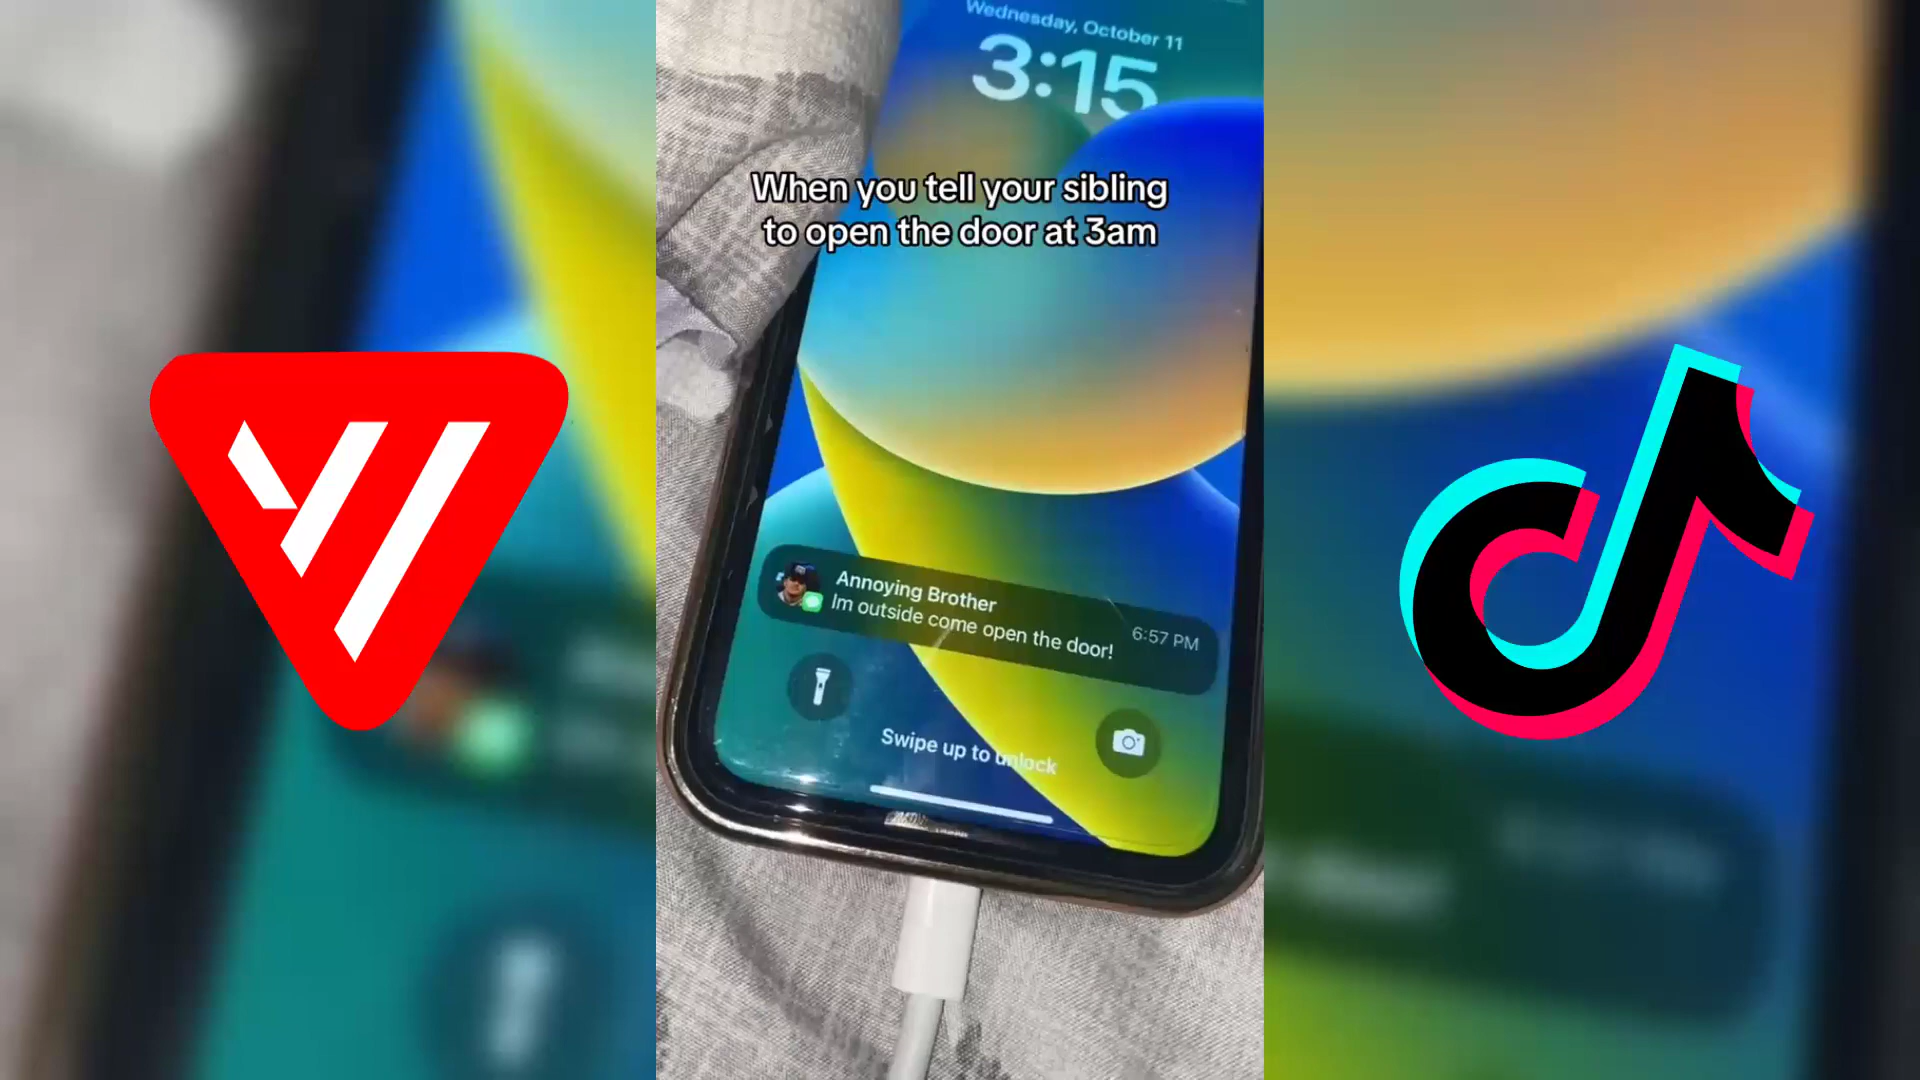 Wednesday, October 11
3:15
When you tell your sibling
to open the door at 3am
Annoying Brother
Im outside come open the door!
6:57 PM
Swipe up to unlock